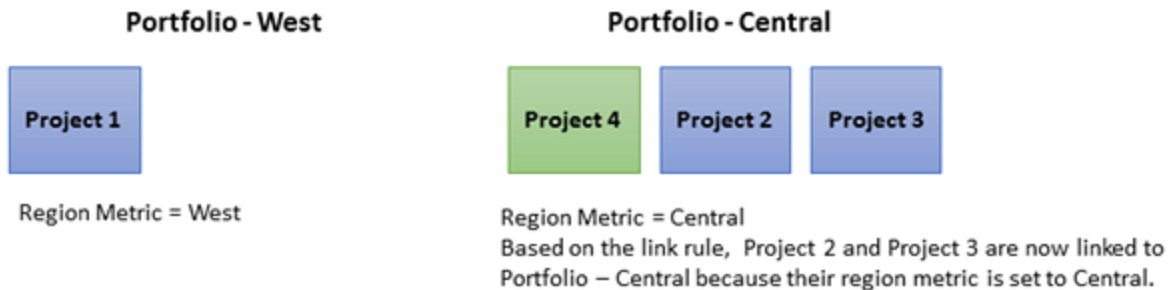 Portfolio - West
Portfolio - Central
Project 1
Project 4
Project 2
Project 3
Region Metric = West
Region Metric = Central
Based on the link rule, Project 2 and Project 3 are now linked to
Portfolio – Central because their region metric is set to Central.